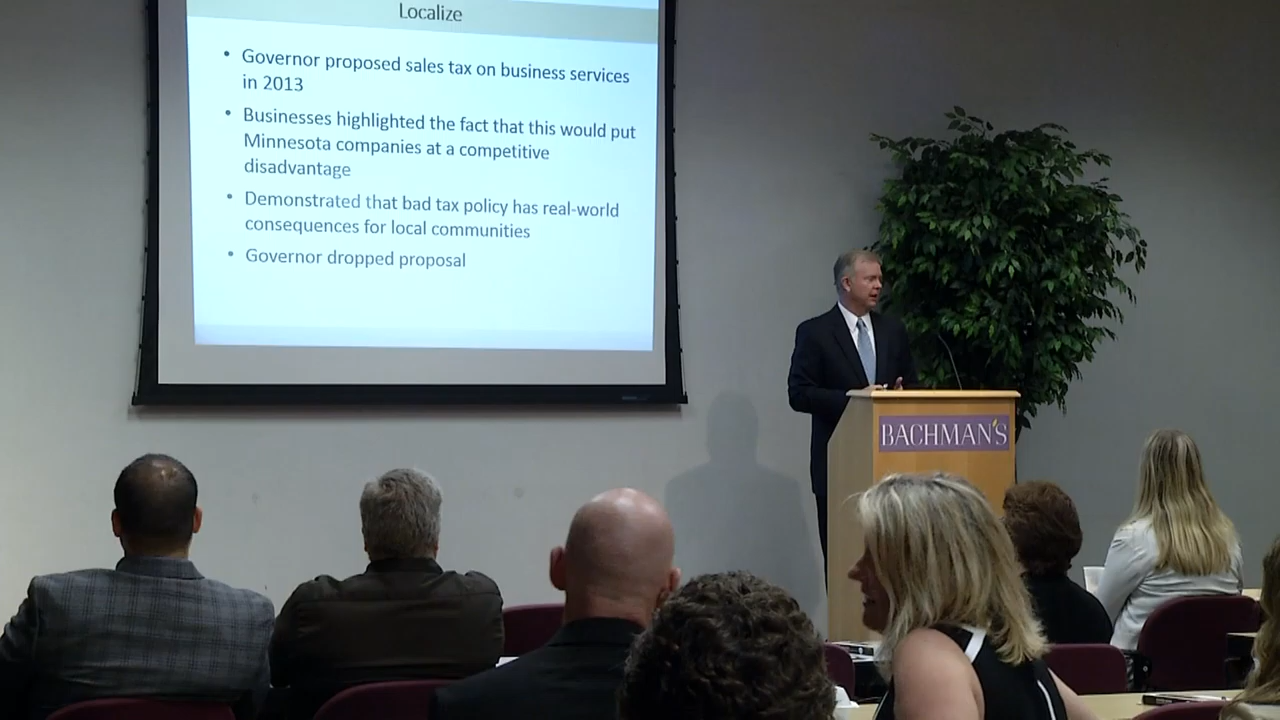 Localize
• Governor proposed sales tax on business services
in 2013
• Businesses highlighted the fact that this would put
Minnesota companies at a competitive
disadvantage
• Demonstrated that bad tax policy has real-world
consequences for local communities
• Governor dropped proposal
BACHMAN'S